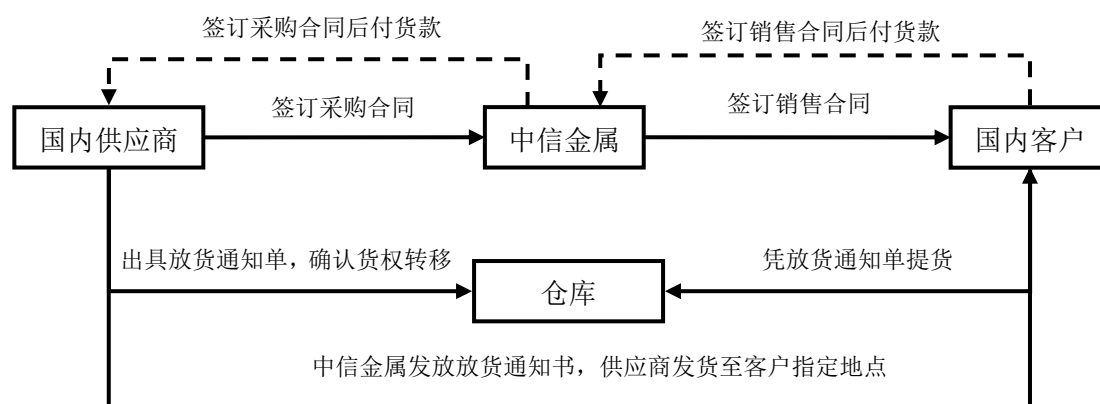 签订采购合同后付货款
签订销售合同后付货款
签订采购合同
签订销售合同
国内供应商
中信金属
国内客户
出具放货通知单，确认货权转移
凭放货通知单提货
仓库
中信金属发放放货通知书，供应商发货至客户指定地点